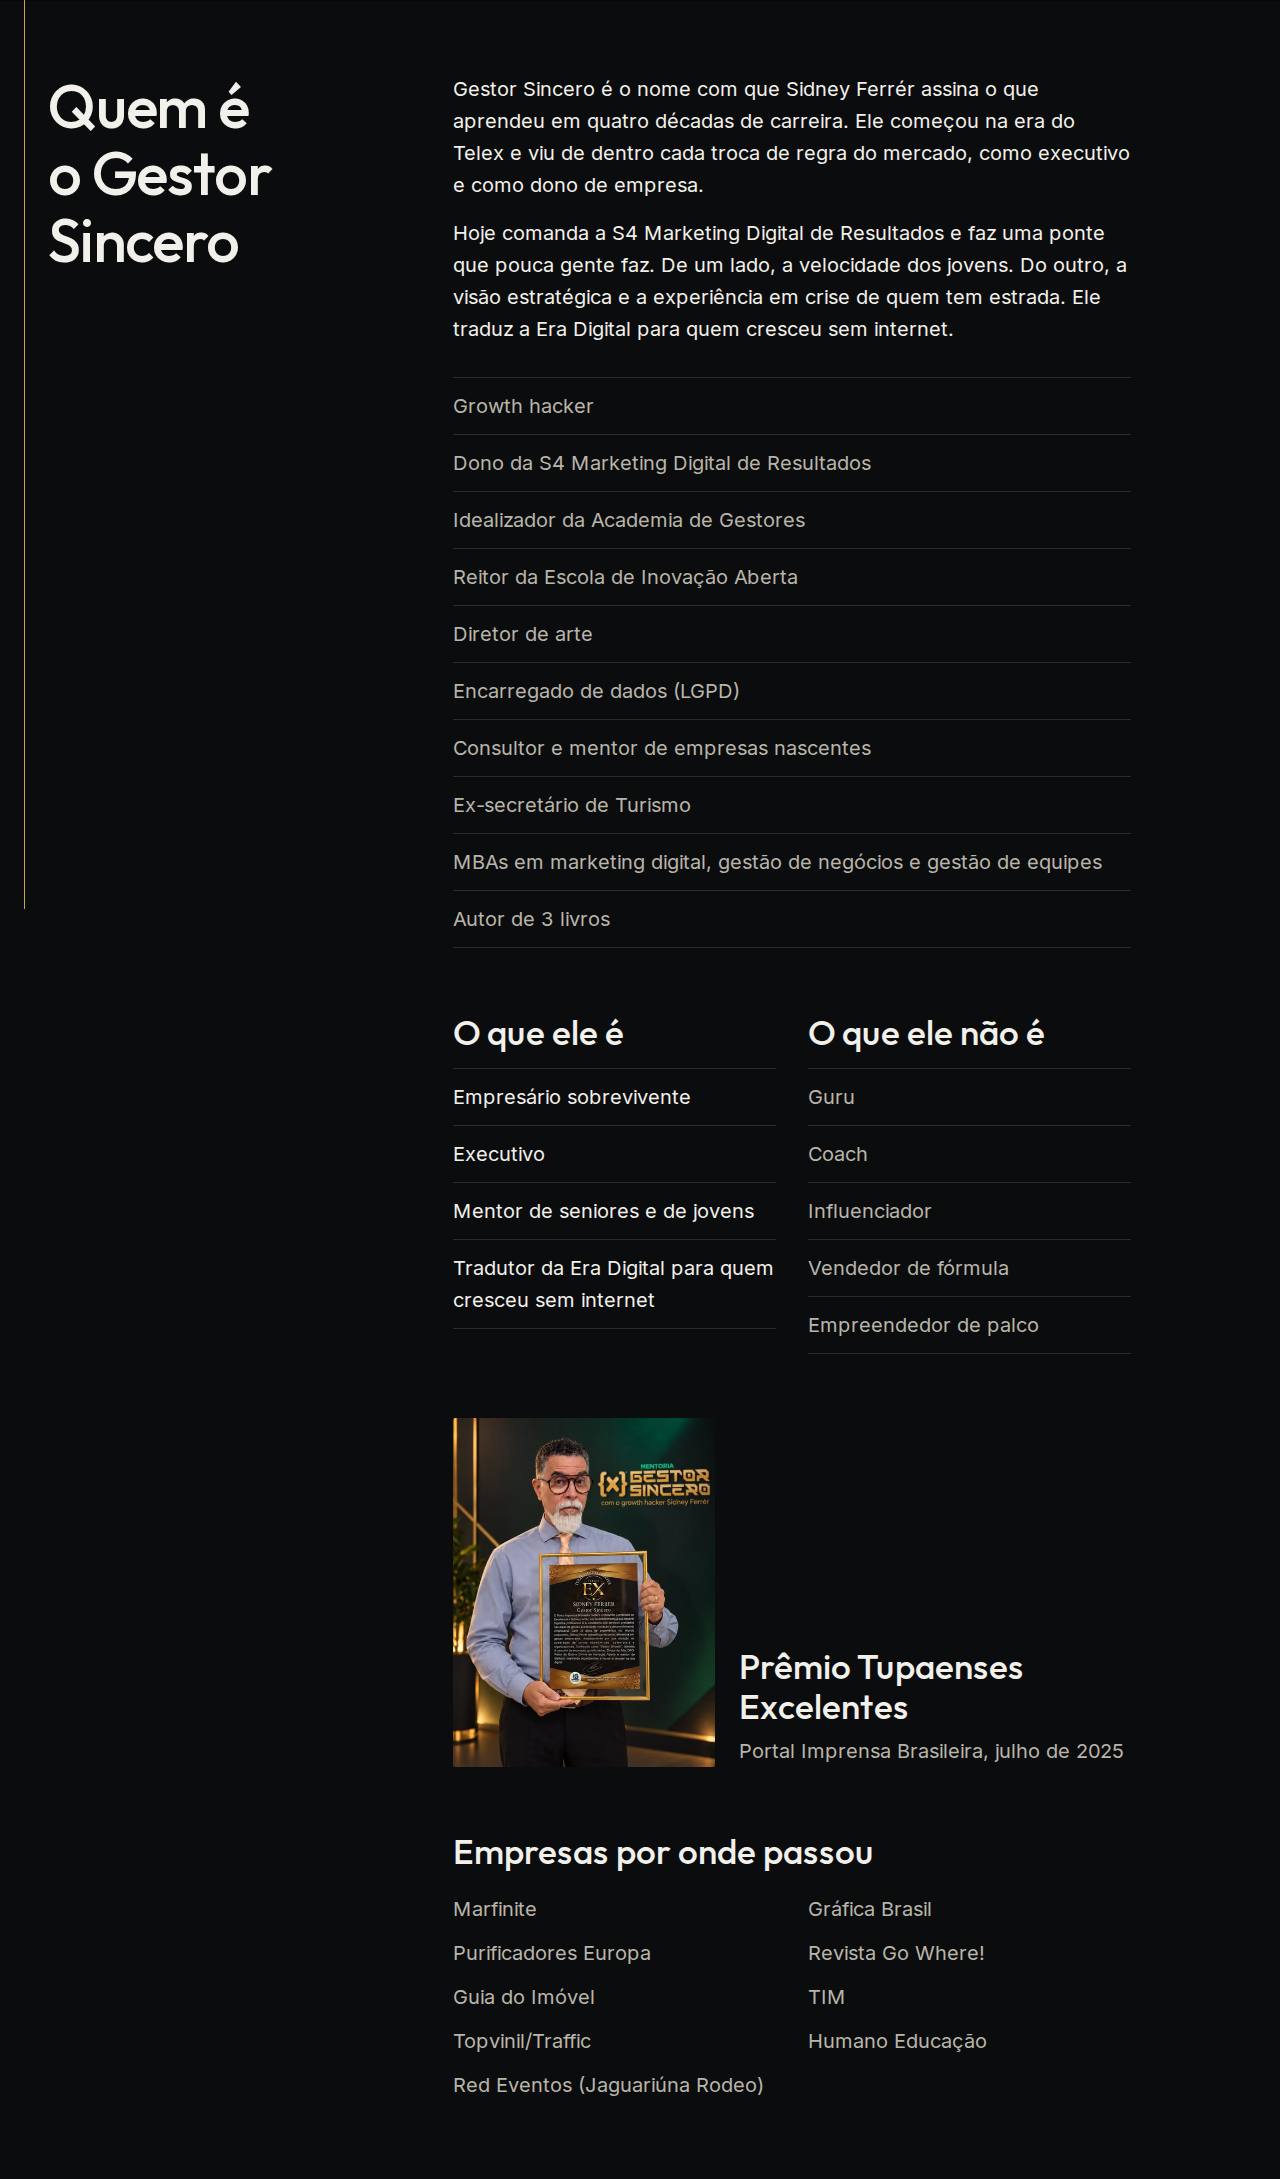 Quem é
o Gestor
Sincero
Gestor Sincero é o nome com que Sidney Ferrér assina o que
aprendeu em quatro décadas de carreira. Ele começou na era do
Telex e viu de dentro cada troca de regra do mercado, como executivo
e como dono de empresa.
Hoje comanda a S4 Marketing Digital de Resultados e faz uma ponte
que pouca gente faz. De um lado, a velocidade dos jovens. Do outro, a
visão estratégica e a experiência em crise de quem tem estrada. Ele
traduz a Era Digital para quem cresceu sem internet.
Growth hacker
Dono da S4 Marketing Digital de Resultados
Idealizador da Academia de Gestores
Reitor da Escola de Inovação Aberta
Diretor de arte
Encarregado de dados (LGPD)
Consultor e mentor de empresas nascentes
Ex-secretário de Turismo
MBAs em marketing digital, gestão de negócios e gestão de equipes
Autor de 3 livros
O que ele é
Empresário sobrevivente
Executivo
Mentor de seniores e de jovens
Tradutor da Era Digital para quem
cresceu sem internet
O que ele não é
Guru
Coach
Influenciador
Vendedor de fórmula
Empreendedor de palco
MENTORIA
{x} GESTOR
SINCERO
com o growth hacker Sidney Ferrér
EX
SIDNEY FERRÉR
Gestor Sincero
Prêmio Tupaenses
Excelentes
Portal Imprensa Brasileira, julho de 2025
Empresas por onde passou
Marfinite
Gráfica Brasil
Purificadores Europa
Revista Go Where!
Guia do Imóvel
TIM
Topvinil/Traffic
Humano Educação
Red Eventos (Jaguariúna Rodeo)